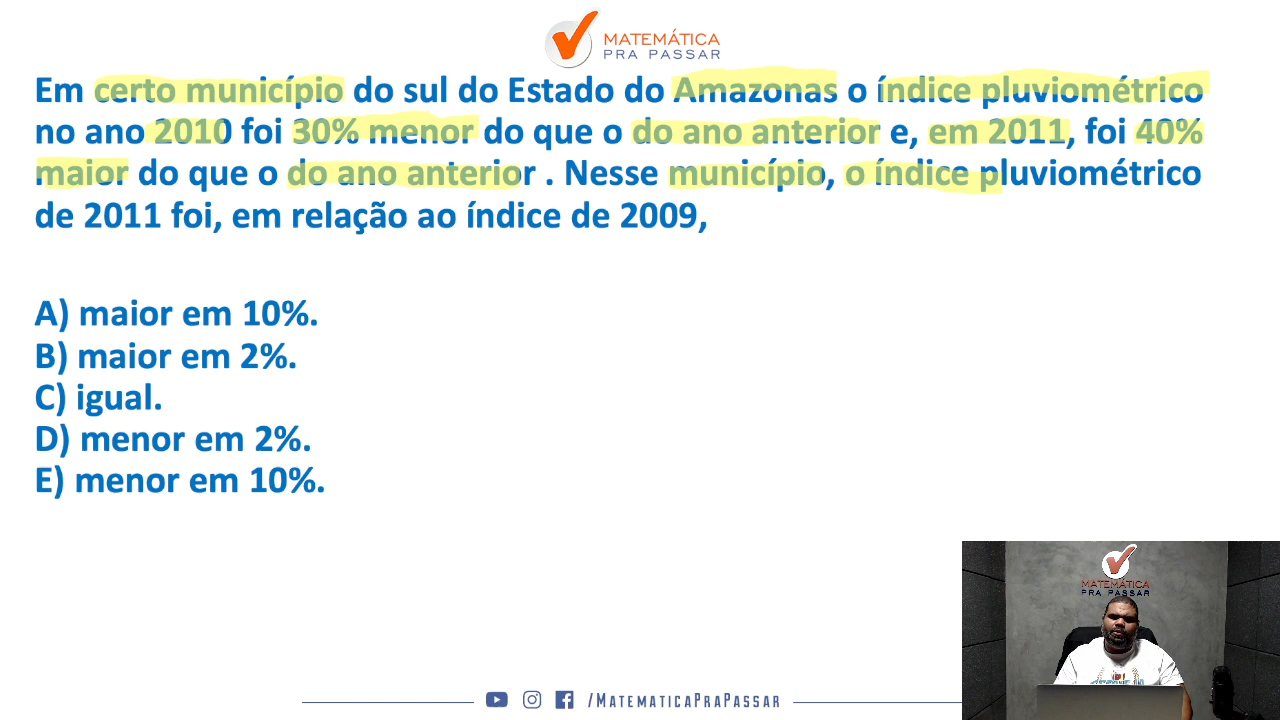 MATEMÁTICA
PRA PASSAR
Em certo município do sul do Estado do Amazonas o índice pluviométrico
no ano 2010 foi 30% menor do que o do ano anterior e, em 2011, foi 40%
maior do que o do ano anterior . Nesse município, o índice pluviométrico
de 2011 foi, em relação ao índice de 2009,
A) maior em 10%.
B) maior em 2%.
C) igual.
D) menor em 2%.
E) menor em 10%.
MATEMÁTICA
PRA PASSAR
/MATEMATICAPRAPASSAR